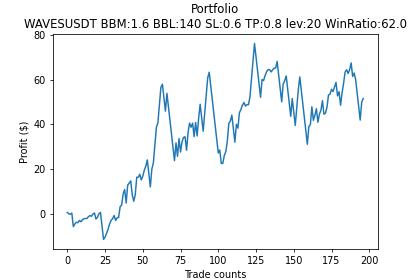 Portfolio
WAVESUSDT BBM:1.6 BBL:140 SL:0.6 TP:0.8 lev:20 WinRatio:62.0
Profit ($)
80
60
40
20
0
0 25 50 75 100 125 150 175 200
Trade counts